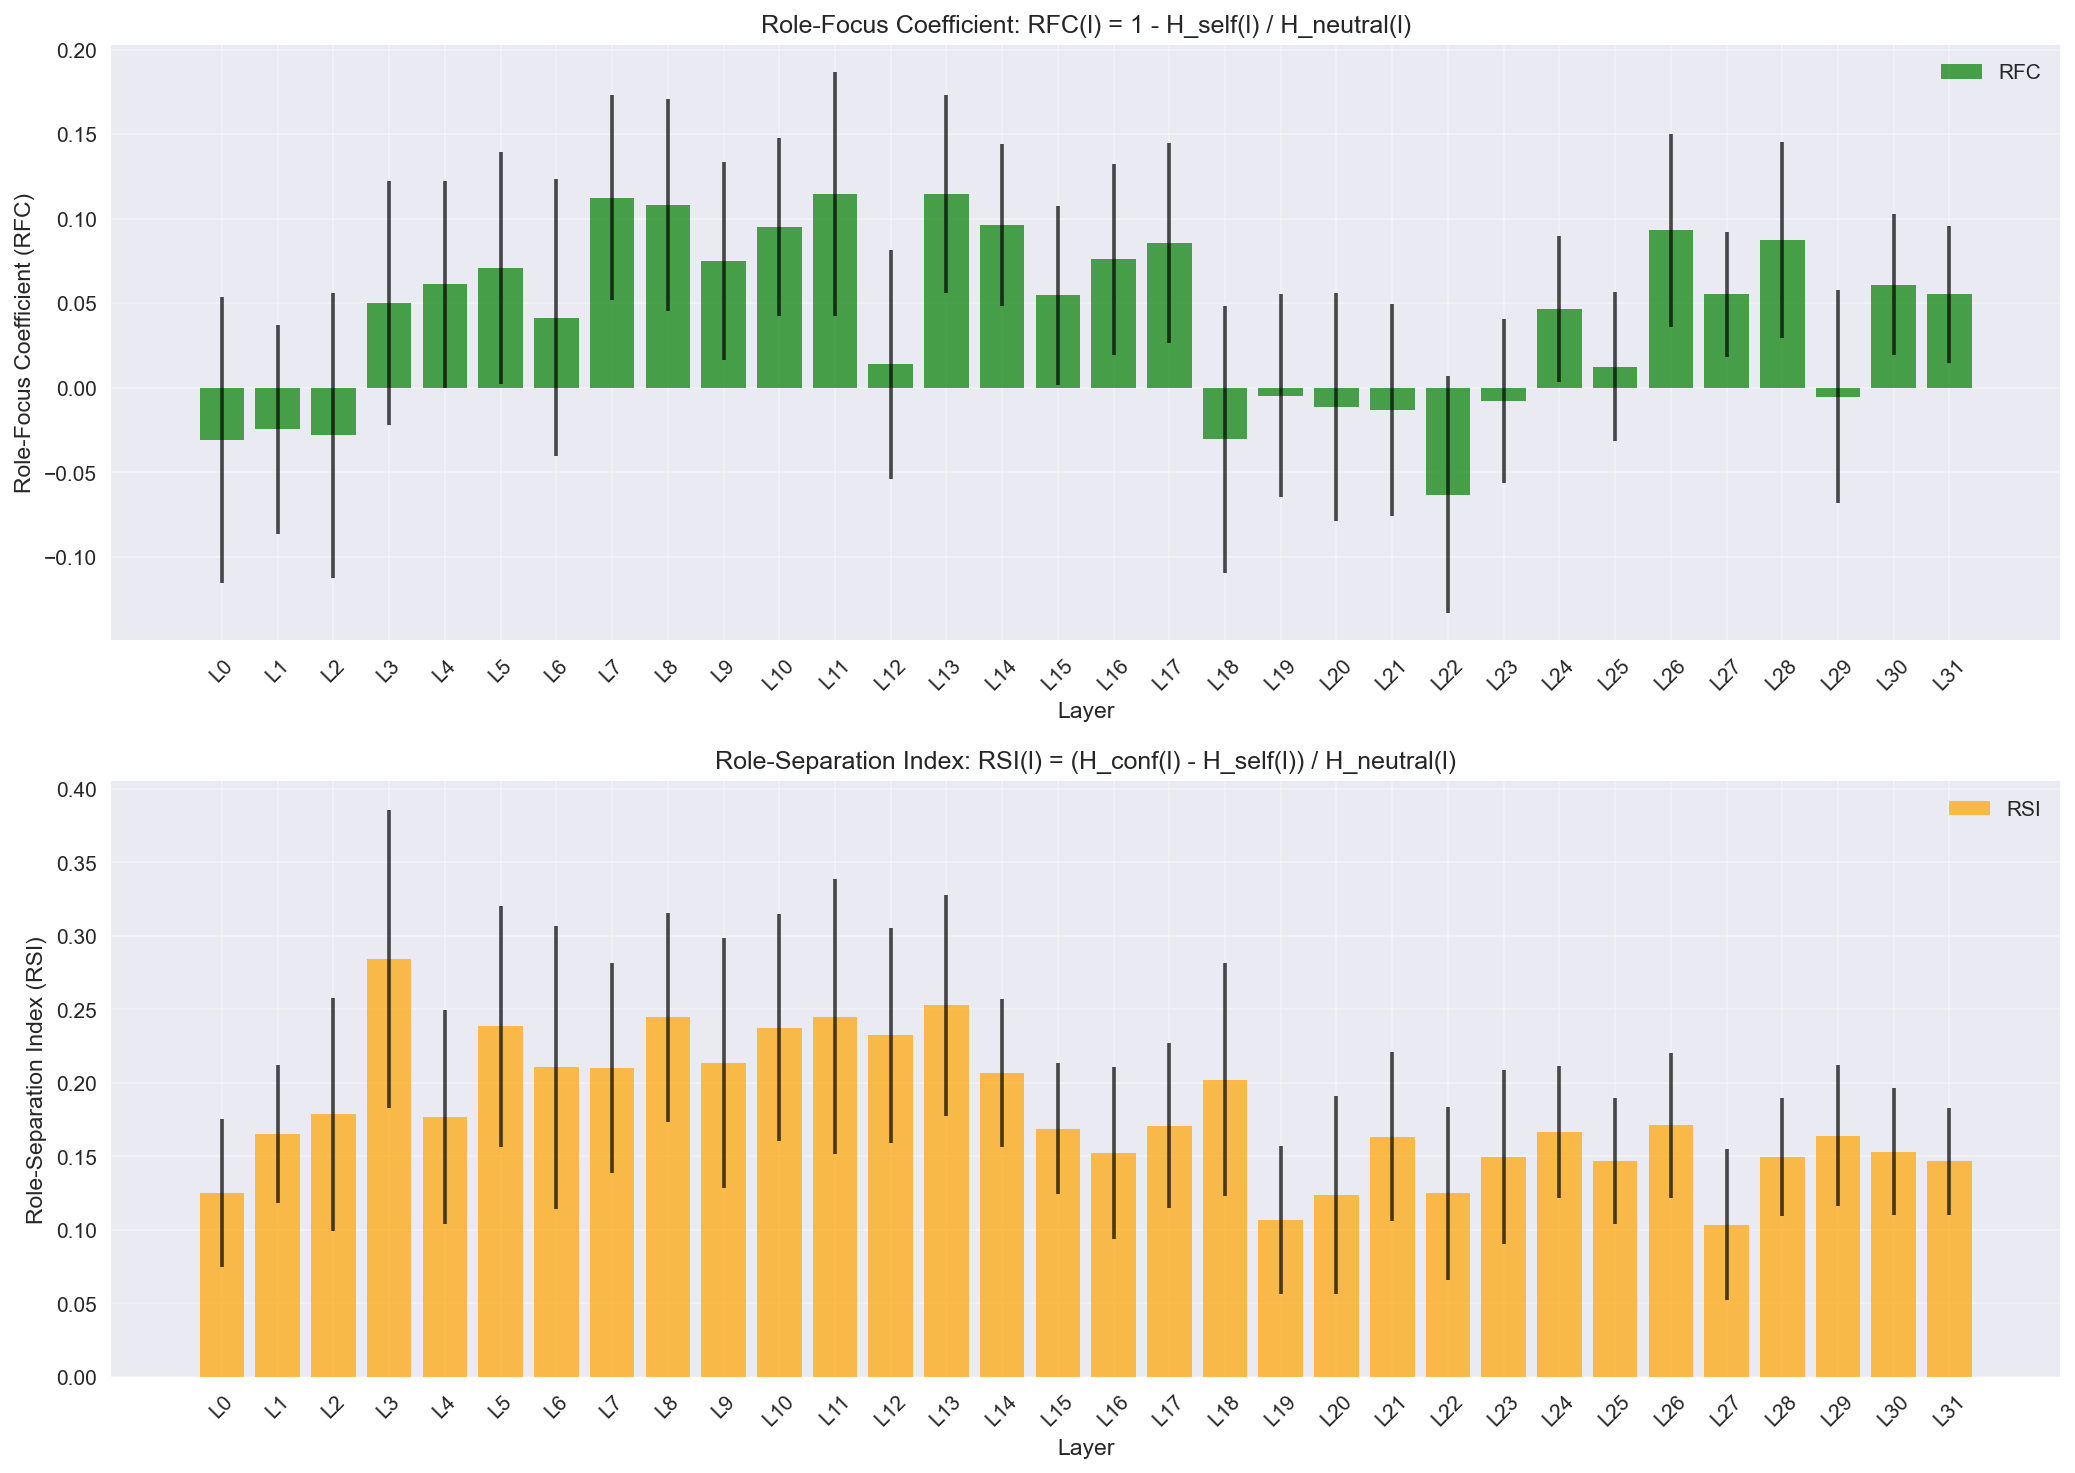 Role-Focus Coefficient: RFC(l) = 1 - H_self(l) / H_neutral(l)
RFC
Role-Focus Coefficient (RFC)
0.20
0.15
0.10
0.05
0.00
−0.05
−0.10
L0 L1 L2 L3 L4 L5 L6 L7 L8 L9 L10 L11 L12 L13 L14 L15 L16 L17 L18 L19 L20 L21 L22 L23 L24 L25 L26 L27 L28 L29 L30 L31
Layer
Role-Separation Index: RSI(l) = (H_conf(l) - H_self(l)) / H_neutral(l)
RSI
Role-Separation Index (RSI)
0.40
0.35
0.30
0.25
0.20
0.15
0.10
0.05
0.00
L0 L1 L2 L3 L4 L5 L6 L7 L8 L9 L10 L11 L12 L13 L14 L15 L16 L17 L18 L19 L20 L21 L22 L23 L24 L25 L26 L27 L28 L29 L30 L31
Layer